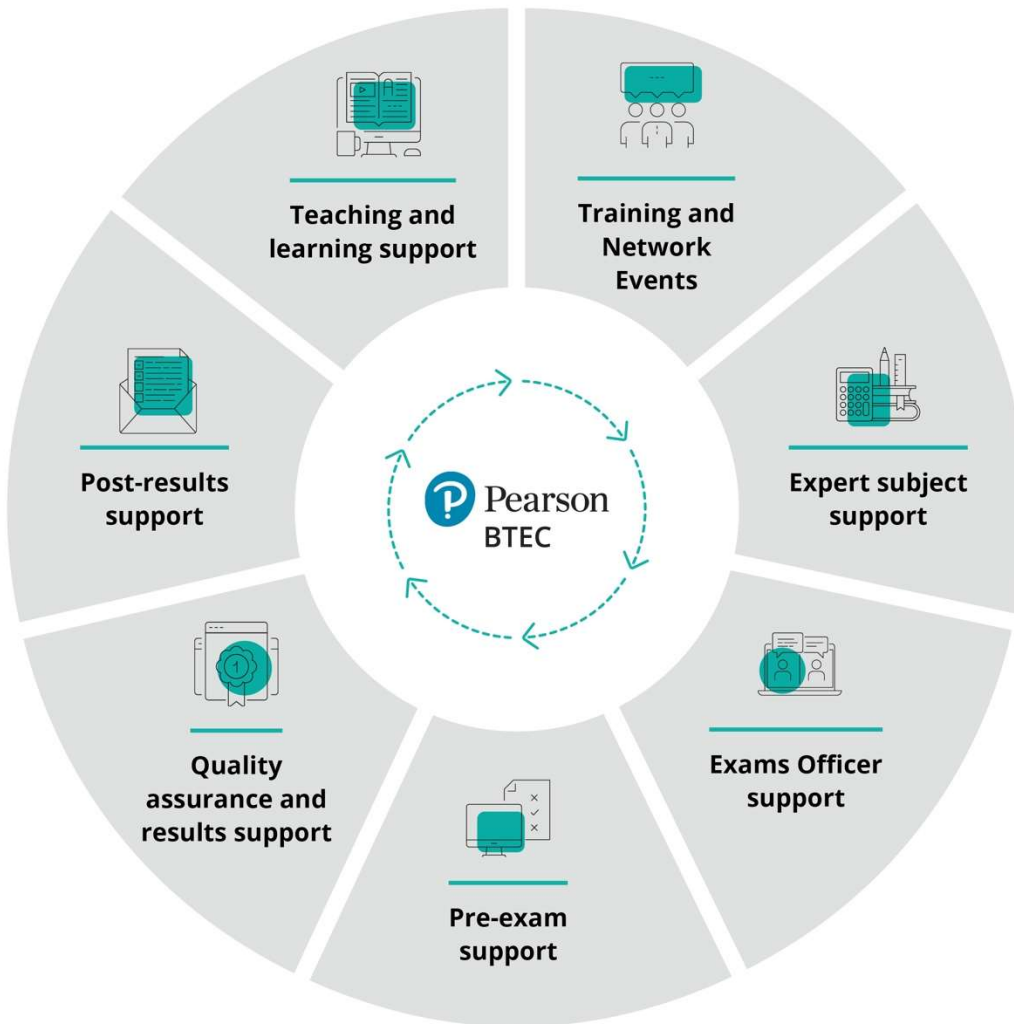 Teaching and
learning support
Training and
Network
Events
Expert subject
support
Exams Officer
support
Pre-exam
support
Quality
assurance and
results support
Post-results
support
Pearson
BTEC
1